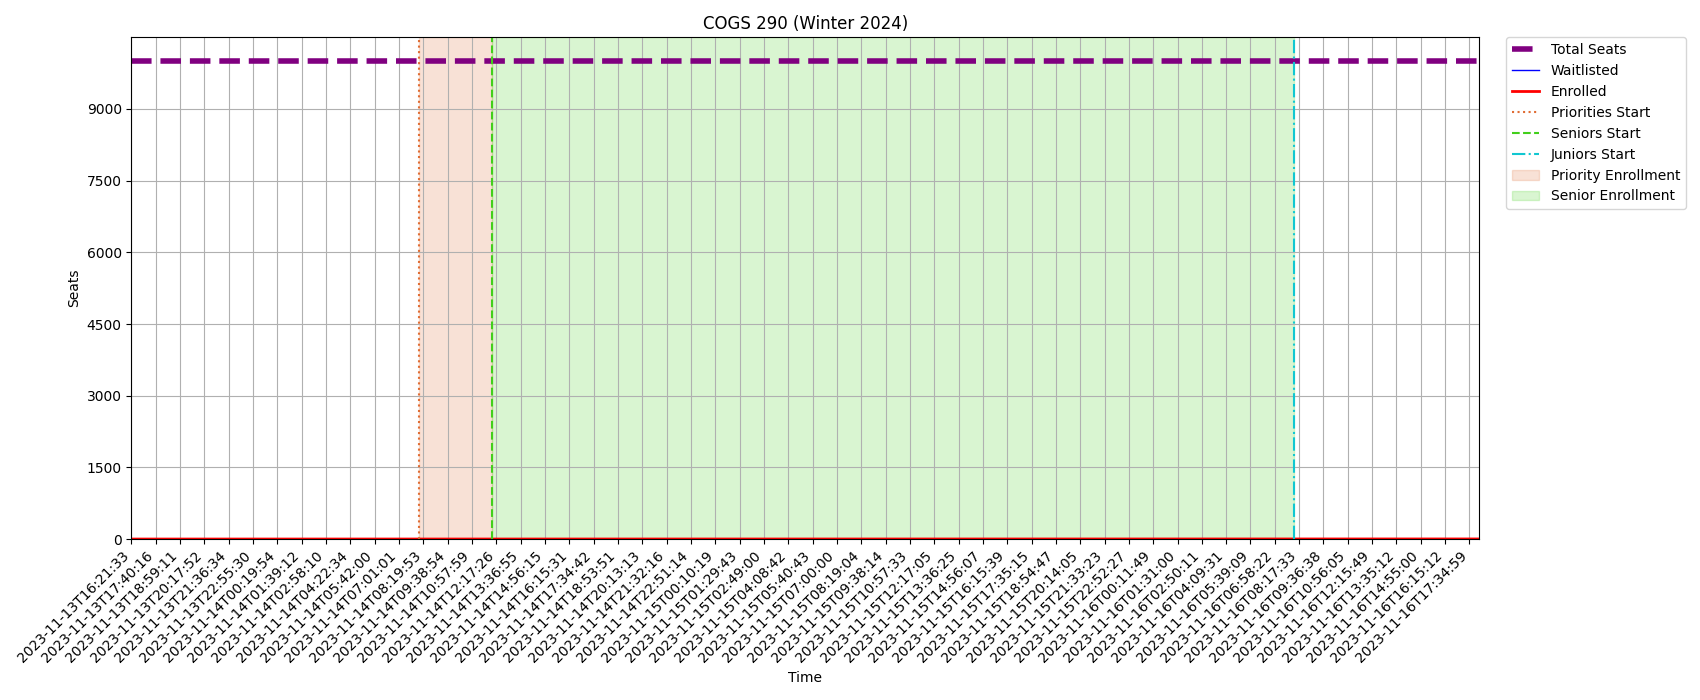 COGS 290 (Winter 2024)
Total Seats
Waitlisted
Enrolled
Priorities Start
Seniors Start
Juniors Start
Priority Enrollment
Senior Enrollment
Seats
9000
7500
6000
4500
3000
1500
0
2023-11-13T16:21:33
2023-11-13T17:40:16
2023-11-13T18:59:11
2023-11-13T20:17:52
2023-11-13T21:36:34
2023-11-13T22:55:30
2023-11-14T00:19:54
2023-11-14T01:39:12
2023-11-14T02:58:10
2023-11-14T04:22:34
2023-11-14T05:42:00
2023-11-14T07:01:01
2023-11-14T08:19:53
2023-11-14T09:38:54
2023-11-14T10:57:59
2023-11-14T12:17:26
2023-11-14T13:36:55
2023-11-14T14:56:15
2023-11-14T16:15:31
2023-11-14T17:34:42
2023-11-14T18:53:51
2023-11-14T20:13:13
2023-11-14T21:32:16
2023-11-14T22:51:14
2023-11-15T00:10:19
2023-11-15T01:29:43
2023-11-15T02:49:00
2023-11-15T04:08:42
2023-11-15T05:40:43
2023-11-15T07:00:00
2023-11-15T08:19:04
2023-11-15T09:38:14
2023-11-15T10:57:33
2023-11-15T12:17:05
2023-11-15T13:36:25
2023-11-15T14:56:07
2023-11-15T16:15:39
2023-11-15T17:35:15
2023-11-15T18:54:47
2023-11-15T20:14:05
2023-11-15T21:33:23
2023-11-15T22:52:27
2023-11-16T00:11:49
2023-11-16T01:31:00
2023-11-16T02:50:11
2023-11-16T04:09:31
2023-11-16T05:39:09
2023-11-16T06:58:22
2023-11-16T08:17:33
2023-11-16T09:36:38
2023-11-16T10:56:05
2023-11-16T12:15:49
2023-11-16T13:35:12
2023-11-16T14:55:00
2023-11-16T16:15:12
2023-11-16T17:34:59
Time